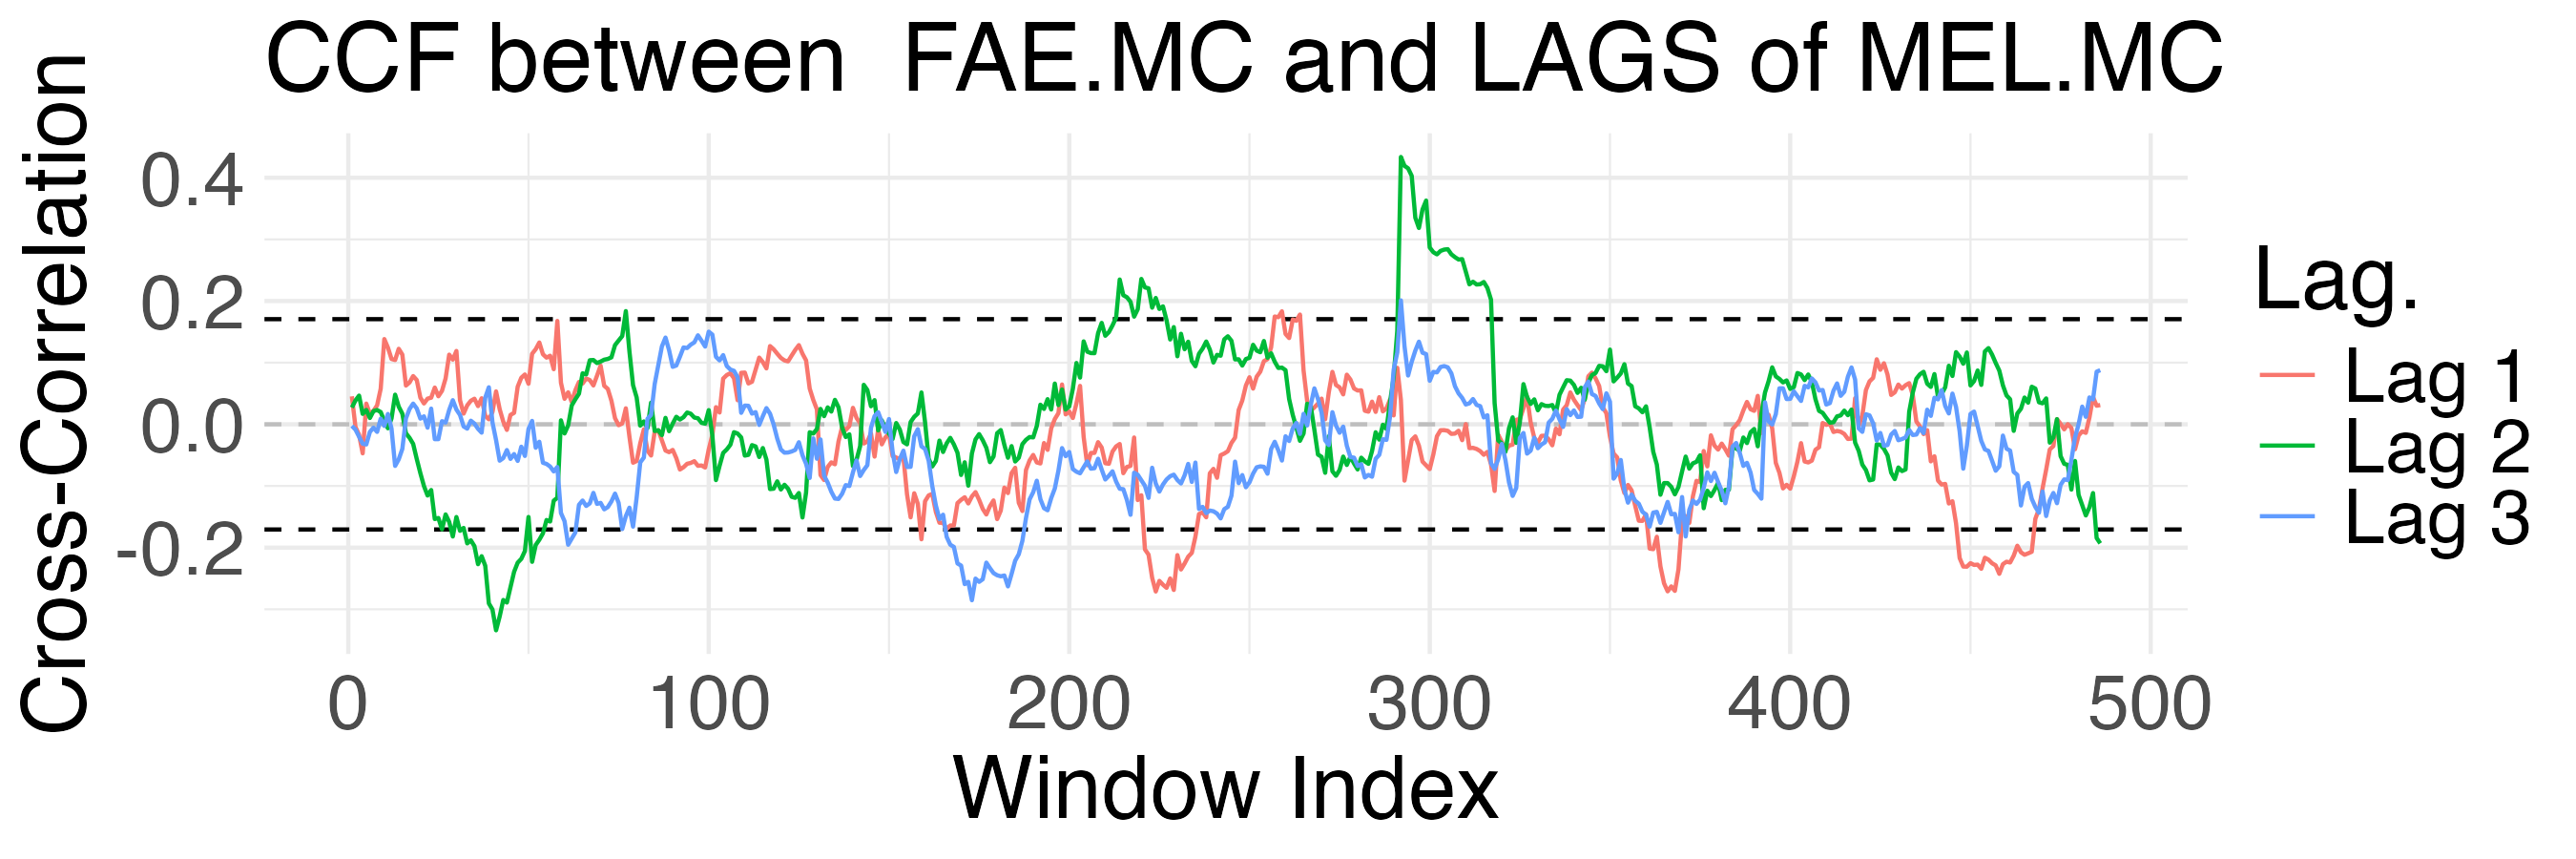 CCF between  FAE.MC and LAGS of MEL.MC
Cross-Correlation
0.4
0.2
0.0
-0.2
0 100 200 300 400 500
Window Index
Lag.
Lag 1
Lag 2
Lag 3